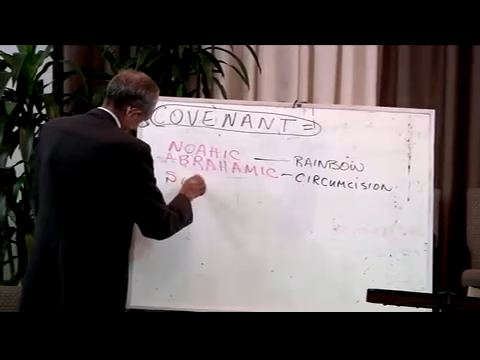 COVENANT =
NOAHIC — RAINBOW
ABRAHAMIC - CIRCUMCISION